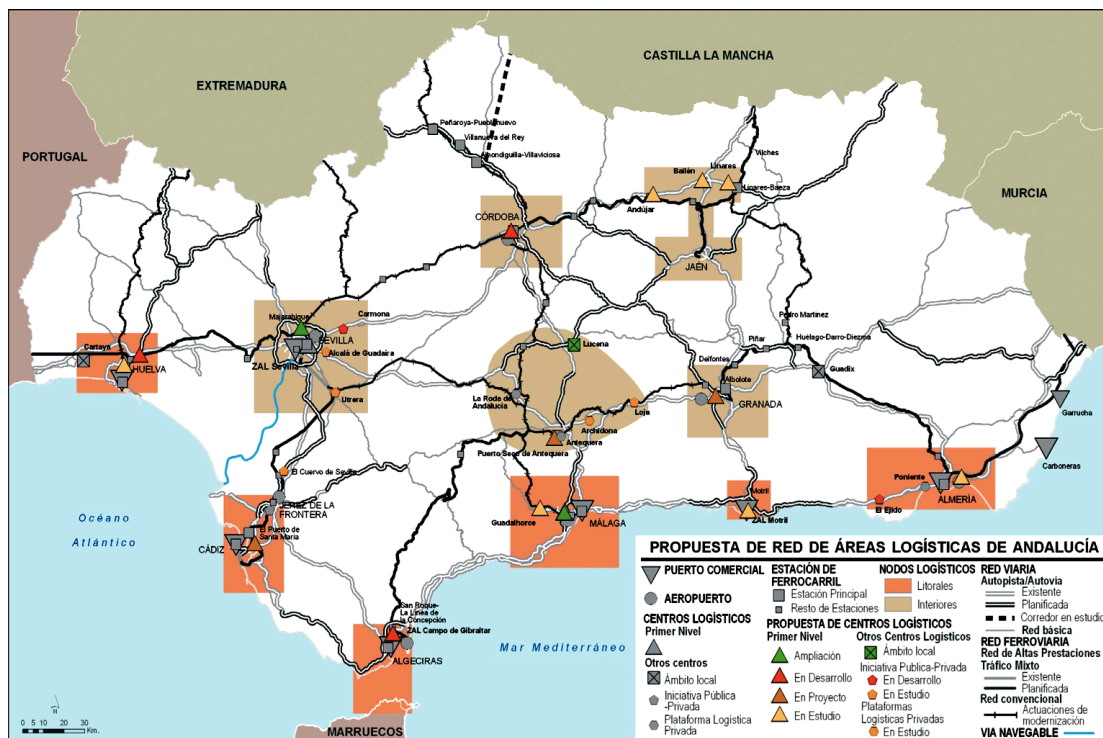 CASTILLA LA MANCHA
EXTREMADURA
PORTUGAL
MURCIA
Peñaroya-Pueblonuevo
Villanueva del Rey
Alhondiguilla-Villaviciosa
Vilches
Linares
Bailén
Linares-Baeza
Andújar
CÓRDOBA
JAÉN
Majarabique
Carmona
SEVILLA
Alcalá de Guadaira
ZAL Sevilla
Utrera
Cartaya
HUELVA
Lucena
Pedro Martinez
Piñar
Huélago-Darro-Diezma
Deifontes
Guadix
Albolote
GRANADA
La Roda de
Andalucía
Loja
Archidona
Antequera
Puerto Seco de Antequera
Garrucha
Carboneras
El Cuervo de Sevilla
JEREZ DE LA
FRONTERA
El Puerto de
Santa María
CÁDIZ
Guadalhorce
MÁLAGA
Motril
ZAL Motril
Poniente
ALMERÍA
El Ejido
Océano
Atlántico
San Roque-
La Línea de
la Concepción
ZAL Campo de Gibraltar
ALGECIRAS
Mar Mediterráneo
MARRUECOS
0 5 10 20 30
Km.
PROPUESTA DE RED DE ÁREAS LOGÍSTICAS DE ANDALUCÍA
PUERTO COMERCIAL
AEROPUERTO
CENTROS LOGÍSTICOS
Primer Nivel
Otros centros
Ámbito local
Iniciativa Pública
-Privada
Plataforma Logística
Privada
ESTACIÓN DE
FERROCARRIL
Estación Principal
Resto de Estaciones
NODOS LOGÍSTICOS
Litorales
Interiores
PROPUESTA DE CENTROS LOGÍSTICOS
Primer Nivel
Ampliación
En Desarrollo
En Proyecto
En Estudio
Otros Centros Logísticos
Ámbito local
Iniciativa Publica-Privada
En Desarrollo
En Estudio
Plataformas
Logísticas Privadas
En Estudio
RED VIARIA
Autopista/Autovía
Existente
Planificada
Corredor en estudio
Red básica
RED FERROVIARIA
Red de Altas Prestaciones
Tráfico Mixto
Existente
Planificada
Red convencional
Actuaciones de
modernización
VIA NAVEGABLE